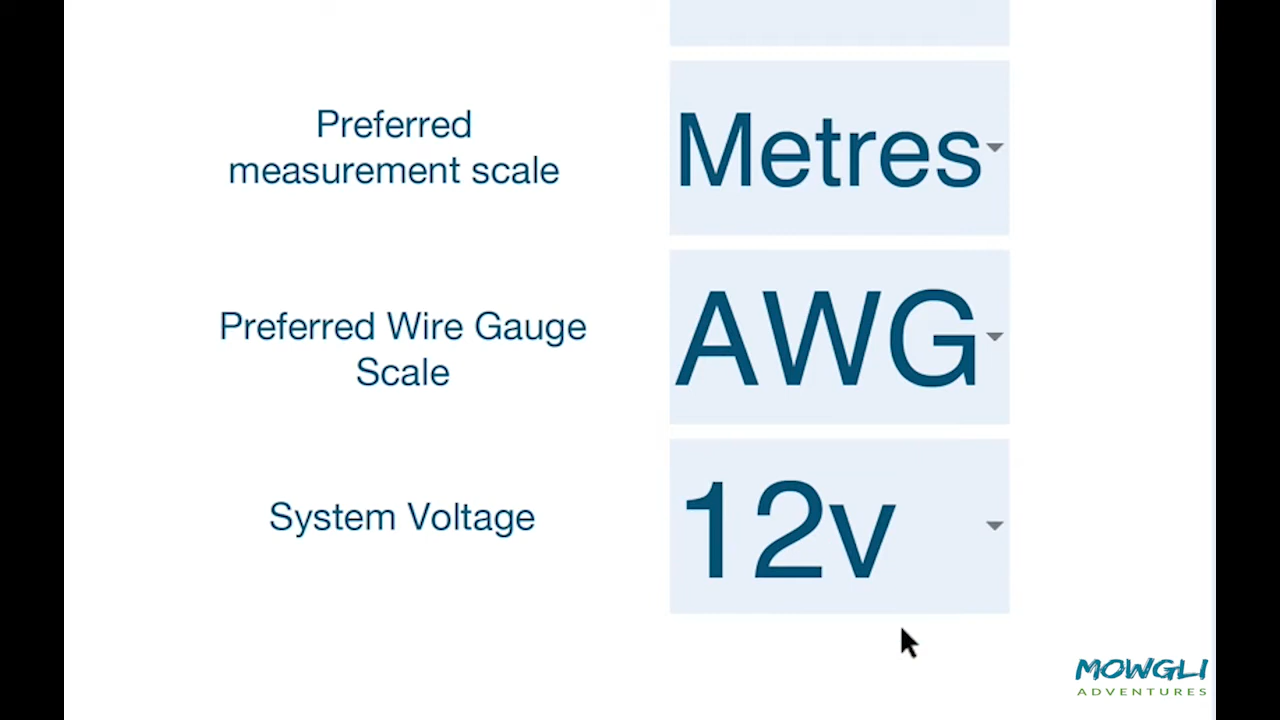 Preferred
measurement scale
Metres
Preferred Wire Gauge
Scale
AWG
System Voltage
12v
MOWGLI
ADVENTURES